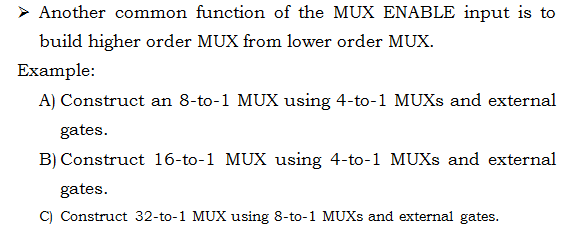 ➢ Another common function of the MUX ENABLE input is to
build higher order MUX from lower order MUX.
Example:
A) Construct an 8-to-1 MUX using 4-to-1 MUXs and external
gates.
B) Construct 16-to-1 MUX using 4-to-1 MUXs and external
gates.
C) Construct 32-to-1 MUX using 8-to-1 MUXs and external gates.